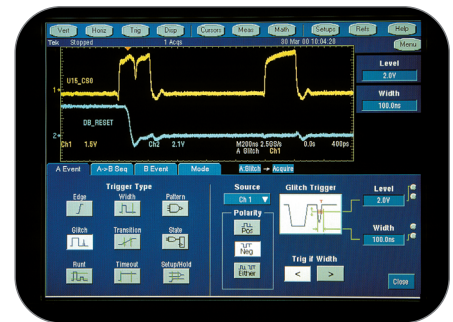 Vert Horiz Trig Disp Cursors Meas Math Setups Refs Help
Tek Stopped 1 Acqs 30 Mar 00 10:04:28 Menu
Level
2.0V
U15_CS0
Width
1→ 100.0ns
DB_RESET
2→
Ch1 1.5V Ch2 2.1V M200ns 2.5GS/s 0.0s 400ps
A Glitch Ch1
A Event A->B Seq B Event Mode A:Glitch → Acquire
Trigger Type Source Glitch Trigger Level
Edge Width Pattern Ch 1 2.0V
Polarity
Glitch Transition State Pos Width
Neg 100.0ns
Runt Timeout Setup/Hold Either Trig if Width
< >
Close